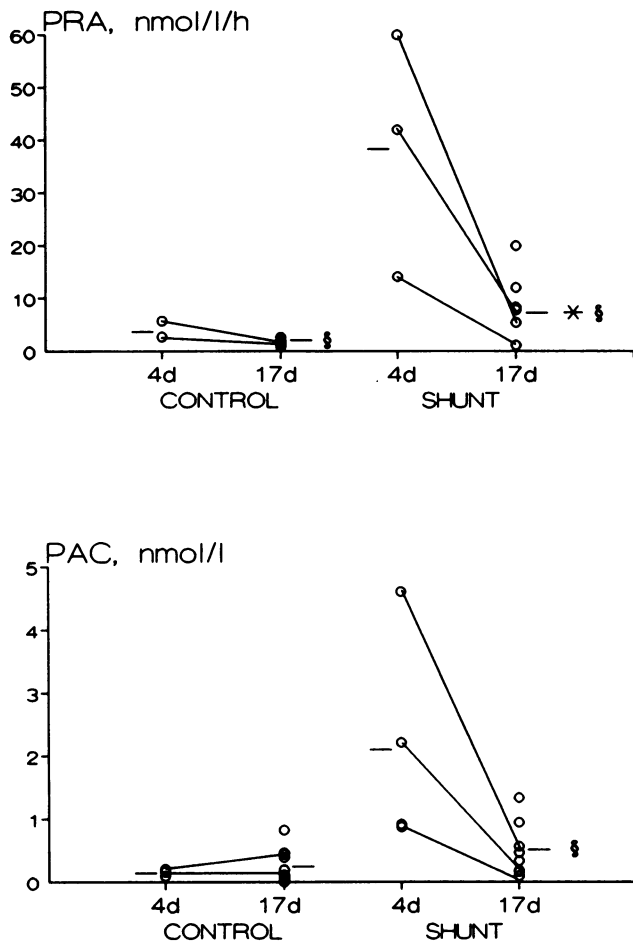 PRA, nmol/l/h
60
50
40
30
20
10
0
* §
§
4d 17d 4d 17d
CONTROL SHUNT
PAC, nmol/l
5
4
3
2
1
0
§
4d 17d 4d 17d
CONTROL SHUNT